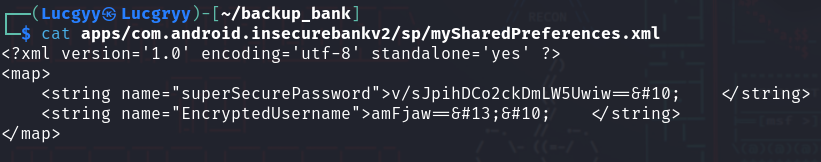 (Lucgyy㉿Lucgryy)-[~/backup_bank]
$ cat apps/com.android.insecurebankv2/sp/mySharedPreferences.xml
<?xml version='1.0' encoding='utf-8' standalone='yes' ?>
<map>
    <string name="superSecurePassword">v/sJpihDCo2ckDmLW5Uwiw==&#10;    </string>
    <string name="EncryptedUsername">amFjaw==&#13;&#10;    </string>
</map>